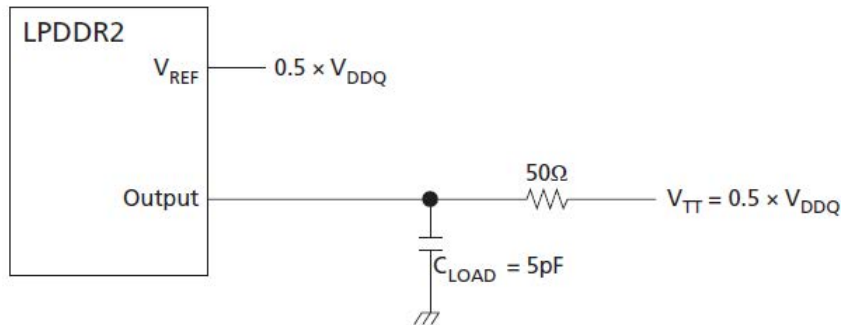 LPDDR2
V_REF
0.5 × V_DDQ
50Ω
Output
V_TT = 0.5 × V_DDQ
C_LOAD = 5pF